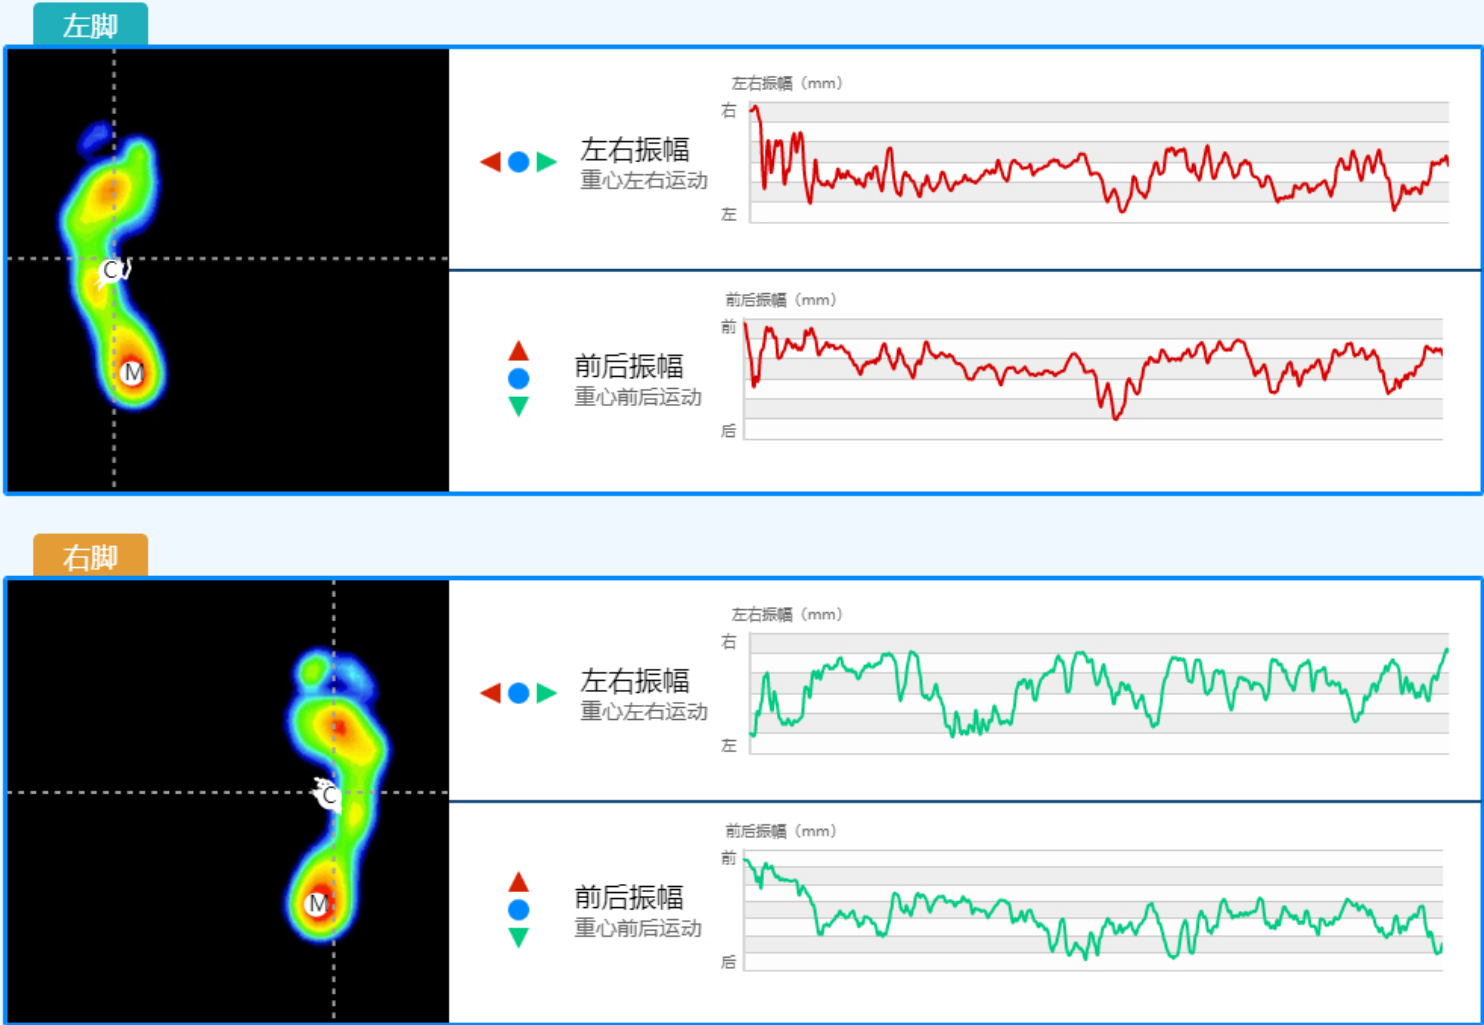 左脚
左右振幅（mm）
右
左右振幅
重心左右运动
左
C
前后振幅（mm）
前
前后振幅
M
重心前后运动
后
右脚
左右振幅（mm）
右
左右振幅
重心左右运动
左
C
前后振幅（mm）
前
前后振幅
M
重心前后运动
后